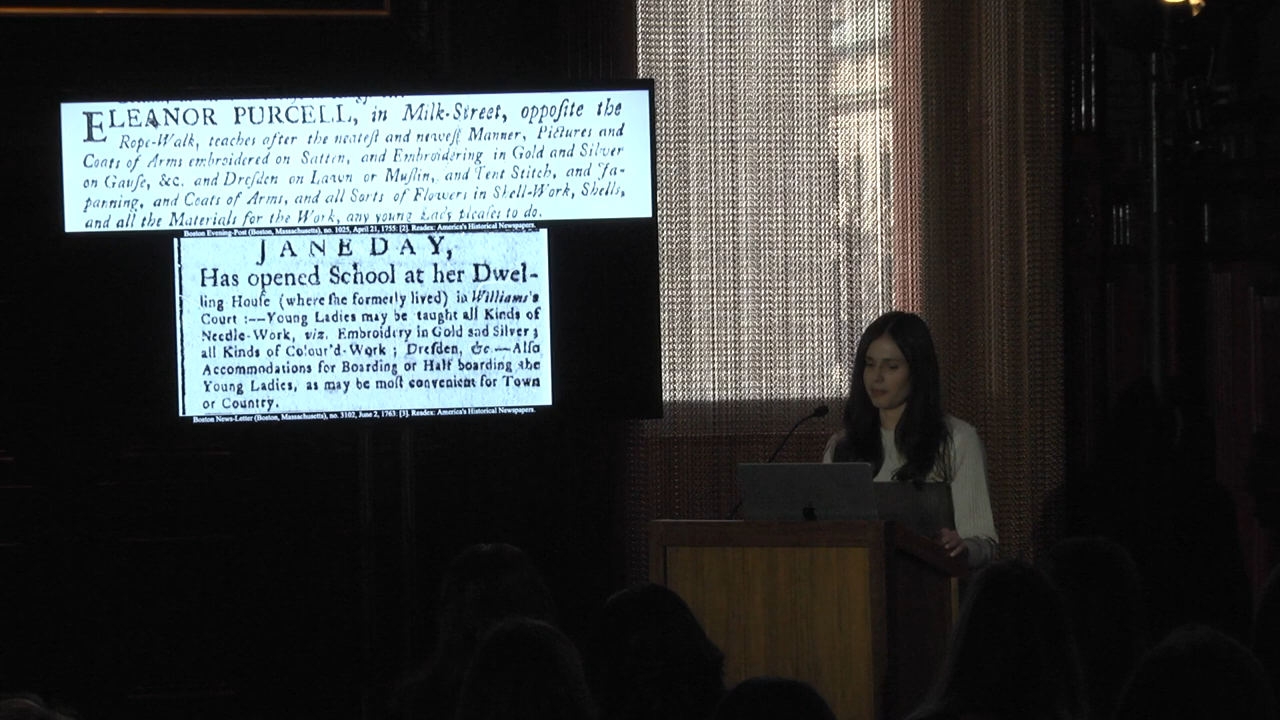 ELEANOR PURCELL, in Milk-Street, oppoſite the
Rope-Walk, teaches after the neateſt and neweſt Manner, Pictures and
Coats of Arms embroidered on Satten, and Embroidering in Gold and Silver
on Gauſe, &c. and Dreſden on Lawn or Muſlin, and Tent Stitch, and Ja-
panning, and Coats of Arms, and all Sorts of Flowers in Shell-Work, Shells,
and all the Materials for the Work, any young Lady pleaſes to do.
Boston Evening-Post (Boston, Massachusetts), no. 1025, April 21, 1755: [2]. Readex: America's Historical Newspapers.
JANE DAY,
Has opened School at her Dwel-
ling Houſe (where ſhe formerly lived) in Williams's
Court :--Young Ladies may be taught all Kinds of
Needle-Work, viz. Embroidery in Gold and Silver ;
all Kinds of Colour'd-Work ; Dreſden, &c.--Alſo
Accommodations for Boarding or Half boarding the
Young Ladies, as may be moſt convenient for Town
or Country.
Boston News-Letter (Boston, Massachusetts), no. 3102, June 2, 1763: [3]. Readex: America's Historical Newspapers.